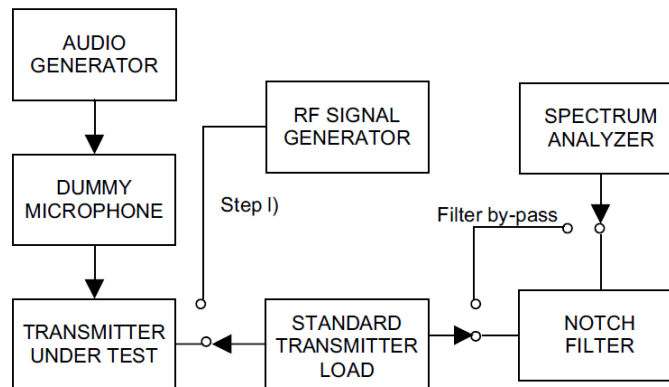 AUDIO
GENERATOR
RF SIGNAL
GENERATOR
SPECTRUM
ANALYZER
DUMMY
MICROPHONE
Step l)
Filter by-pass
TRANSMITTER
UNDER TEST
STANDARD
TRANSMITTER
LOAD
NOTCH
FILTER